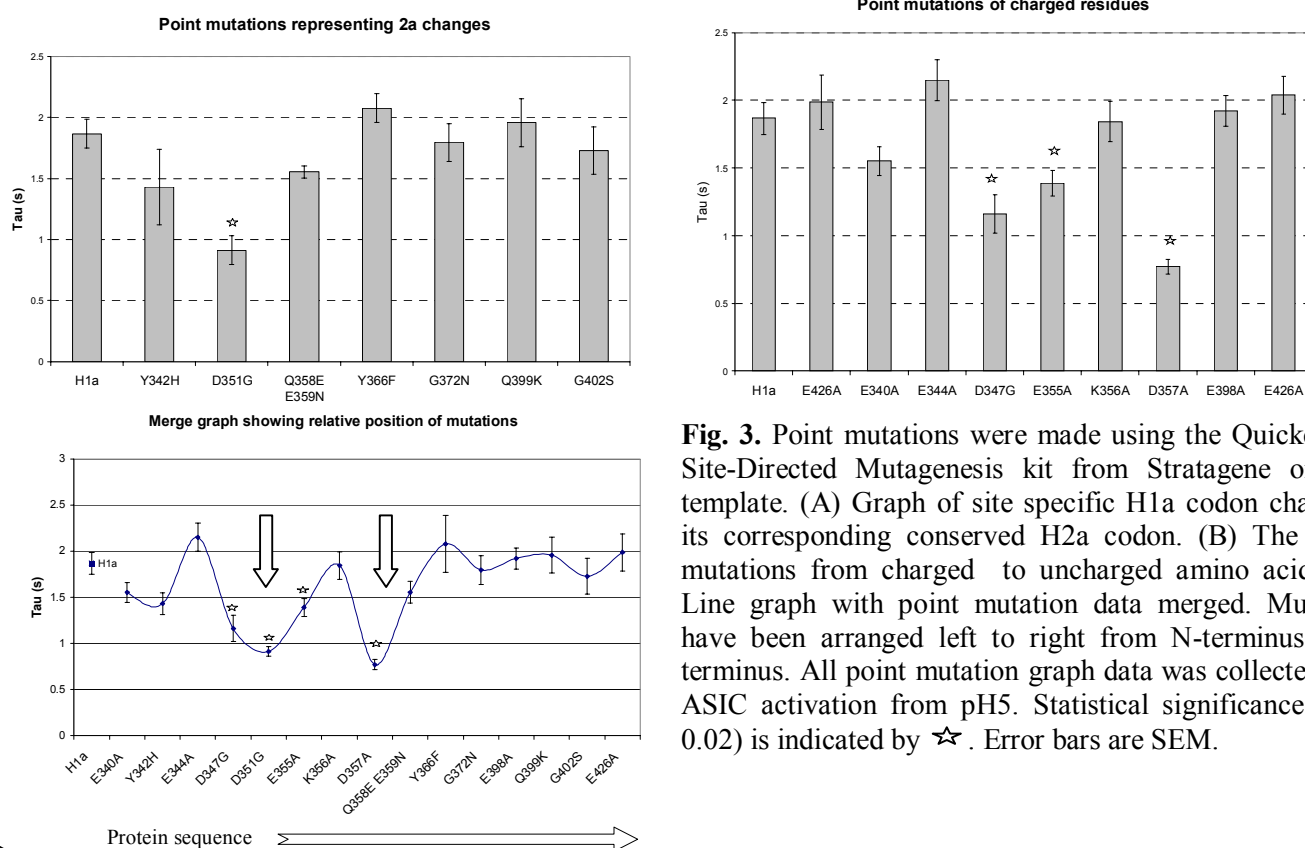 Point mutations representing 2a changes
2.5
2
1.5
1
0.5
0
Tau (s)
H1a Y342H D351G Q358E Y366F G372N Q399K G402S
E359N
Point mutations of charged residues
2.5
2
1.5
1
0.5
0
Tau (s)
H1a E426A E340A E344A D347G E355A K356A D357A E398A E426A
Merge graph showing relative position of mutations
3
2.5
2
1.5
1
0.5
0
Tau (s)
H1a
H1a E340A Y342H E344A D347G D351G E355A K356A D357A Q358E E359N Y366F G372N E398A Q399K G402S E426A
Protein sequence
Fig. 3. Point mutations were made using the Quicke
Site-Directed Mutagenesis kit from Stratagene o
template. (A) Graph of site specific H1a codon cha
its corresponding conserved H2a codon. (B) The
mutations from charged to uncharged amino acid
Line graph with point mutation data merged. Mu
have been arranged left to right from N-terminus
terminus. All point mutation graph data was collecte
ASIC activation from pH5. Statistical significance
0.02) is indicated by ☆ . Error bars are SEM.